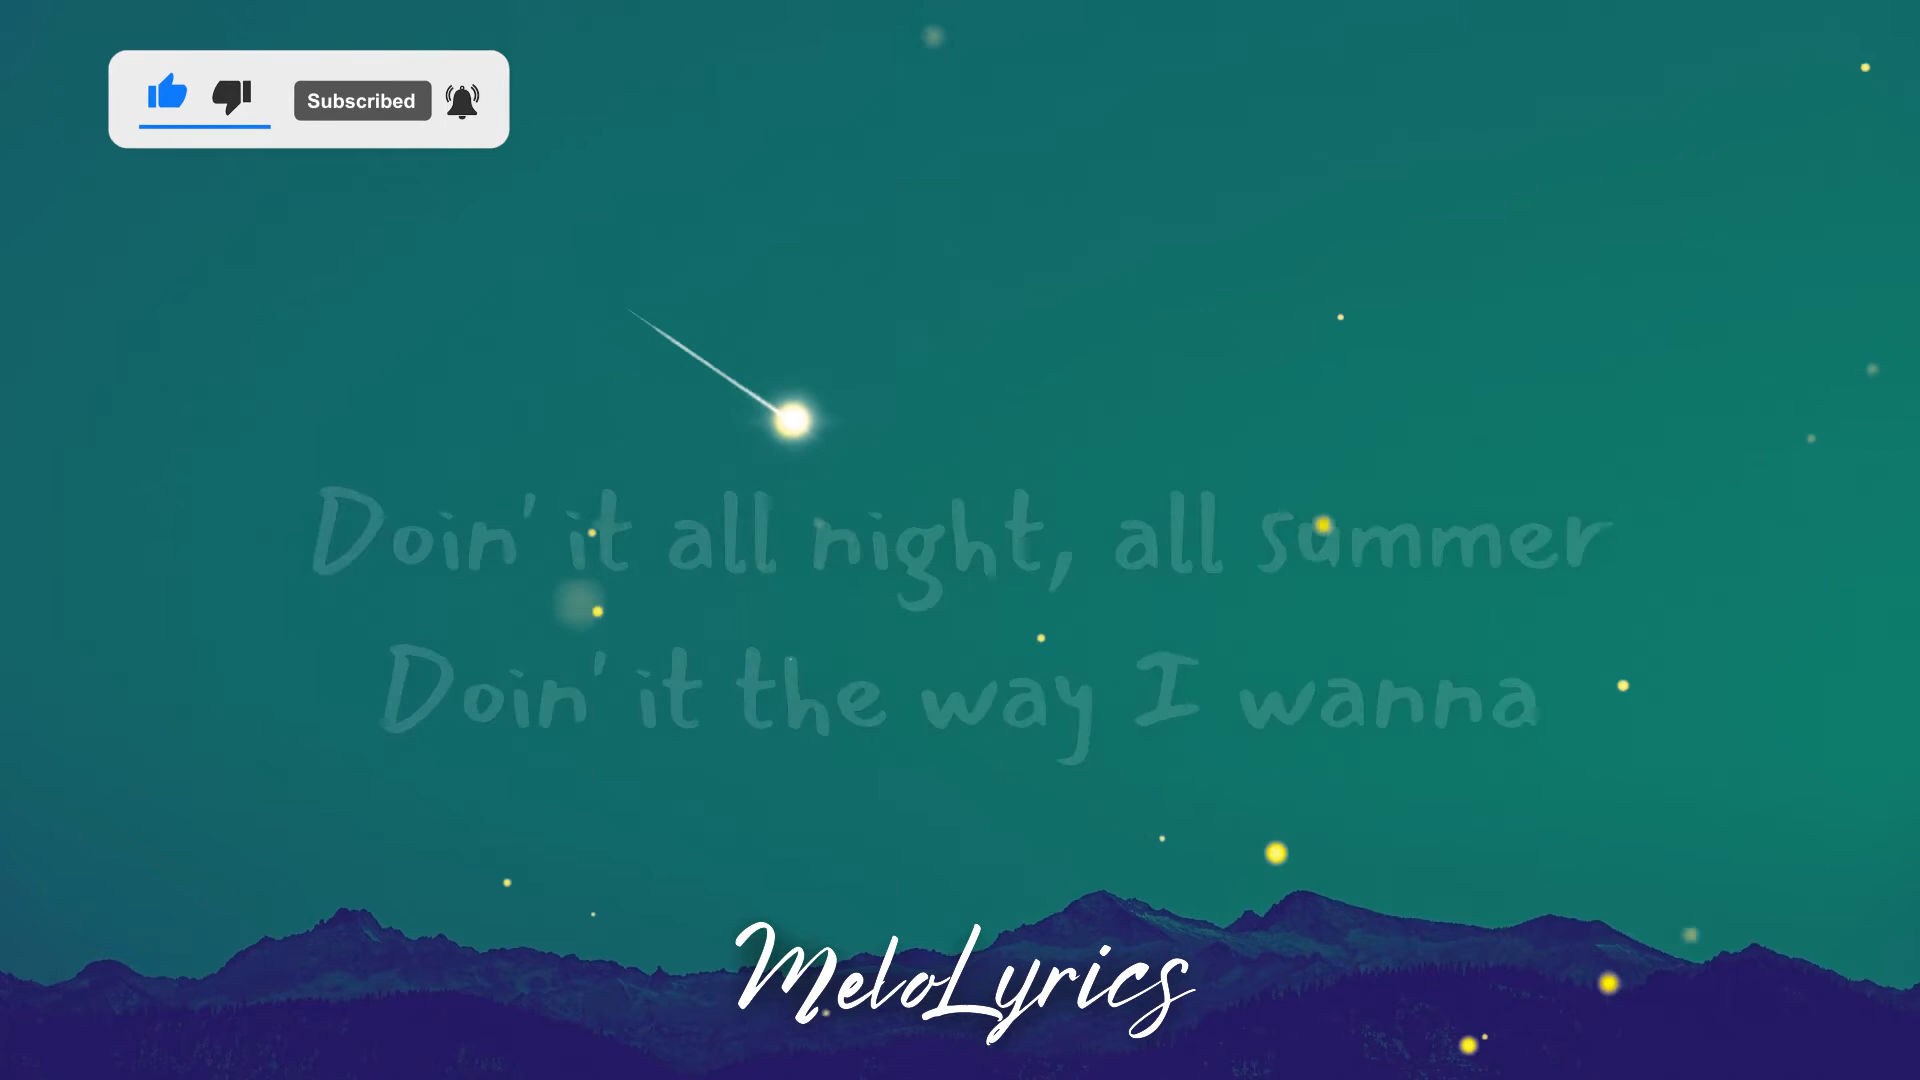 Subscribed
Doin' it all night, all summer
Doin' it the way I wanna
MeloLyrics